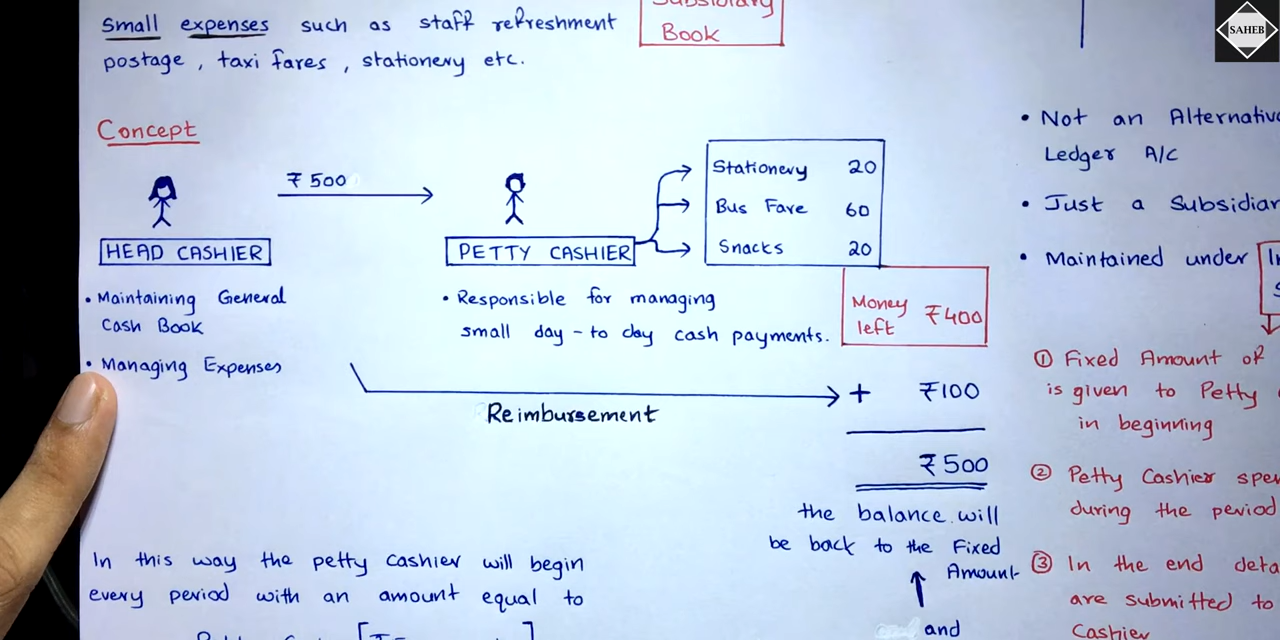 Small expenses such as staff refreshment
postage, taxi fares, stationery etc.
Subsidiary
Book
SAHEB
Concept
₹ 500
HEAD CASHIER
• Maintaining General
Cash Book
• Managing Expenses
PETTY CASHIER
• Responsible for managing
small day - to day cash payments.
Stationery 20
Bus Fare 60
Snacks 20
Money
left ₹400
Reimbursement
+ ₹100
₹500
the balance will
be back to the Fixed
Amount
and
In this way the petty cashier will begin
every period with an amount equal to
• Not an Alternativ
Ledger A/C
• Just a Subsidiar
• Maintained under
① Fixed Amount of
is given to Petty
in beginning
② Petty Cashier spe
during the period
③ In the end deta
are submitted to
Cashier